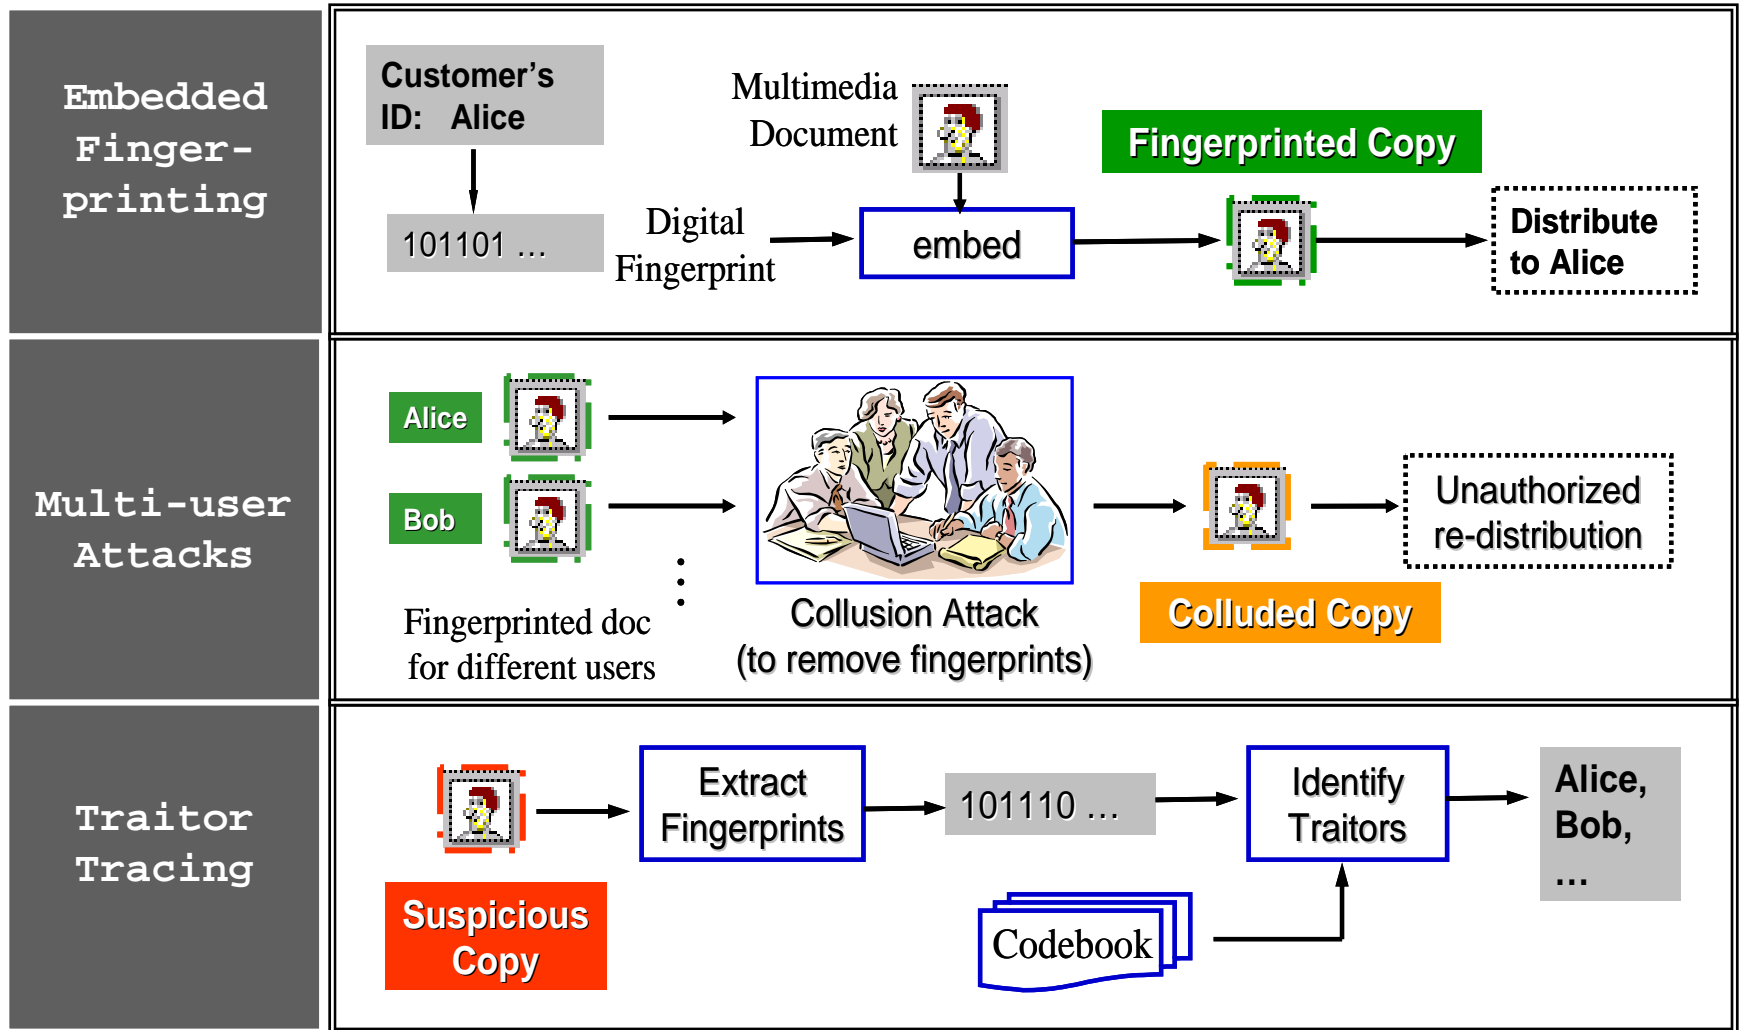 Embedded
Finger-
printing
Customer's
ID: Alice
101101 ...
Digital
Fingerprint
Multimedia
Document
embed
Fingerprinted Copy
Distribute
to Alice
Multi-user
Attacks
Alice
Bob
Fingerprinted doc
for different users
Collusion Attack
(to remove fingerprints)
Colluded Copy
Unauthorized
re-distribution
Traitor
Tracing
Suspicious
Copy
Extract
Fingerprints
101110 ...
Codebook
Identify
Traitors
Alice,
Bob,
...